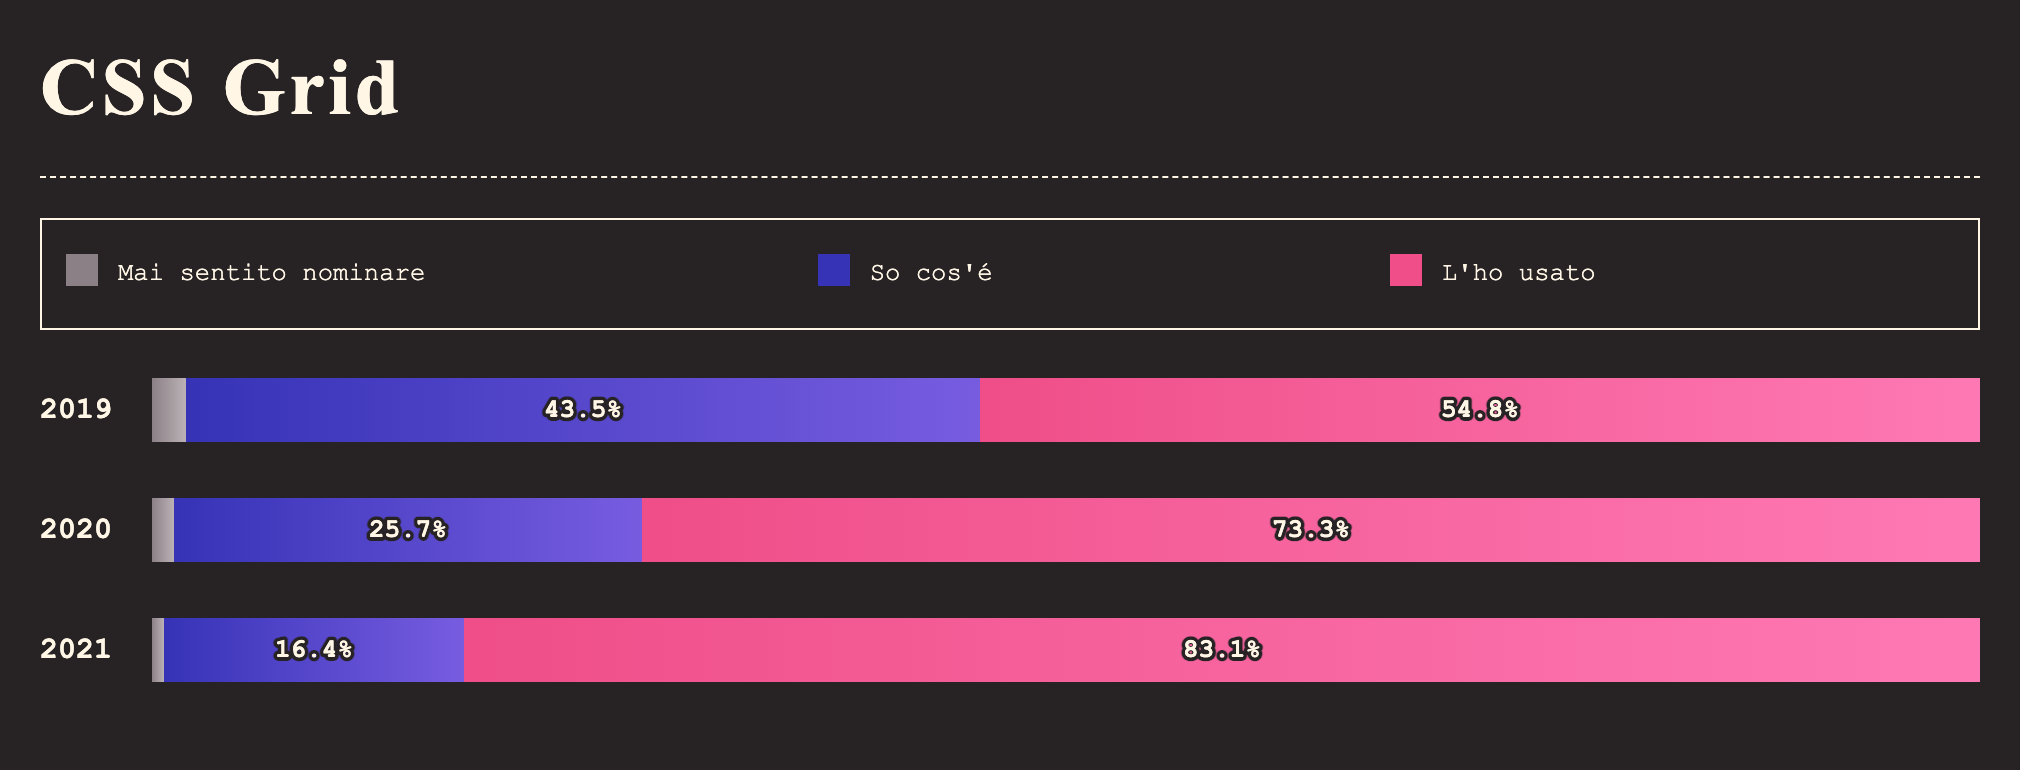 CSS Grid
Mai sentito nominare So cos'é L'ho usato
2019 43.5% 54.8%
2020 25.7% 73.3%
2021 16.4% 83.1%